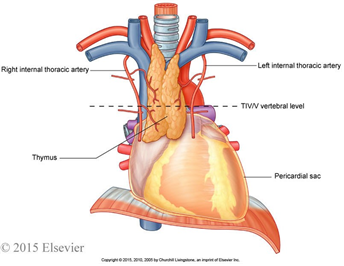 Left internal thoracic artery
Right internal thoracic artery
TIV/V vertebral level
Thymus
Pericardial sac
© 2015 Elsevier
Copyright © 2015, 2010, 2005 by Churchill Livingstone, an imprint of Elsevier Inc.